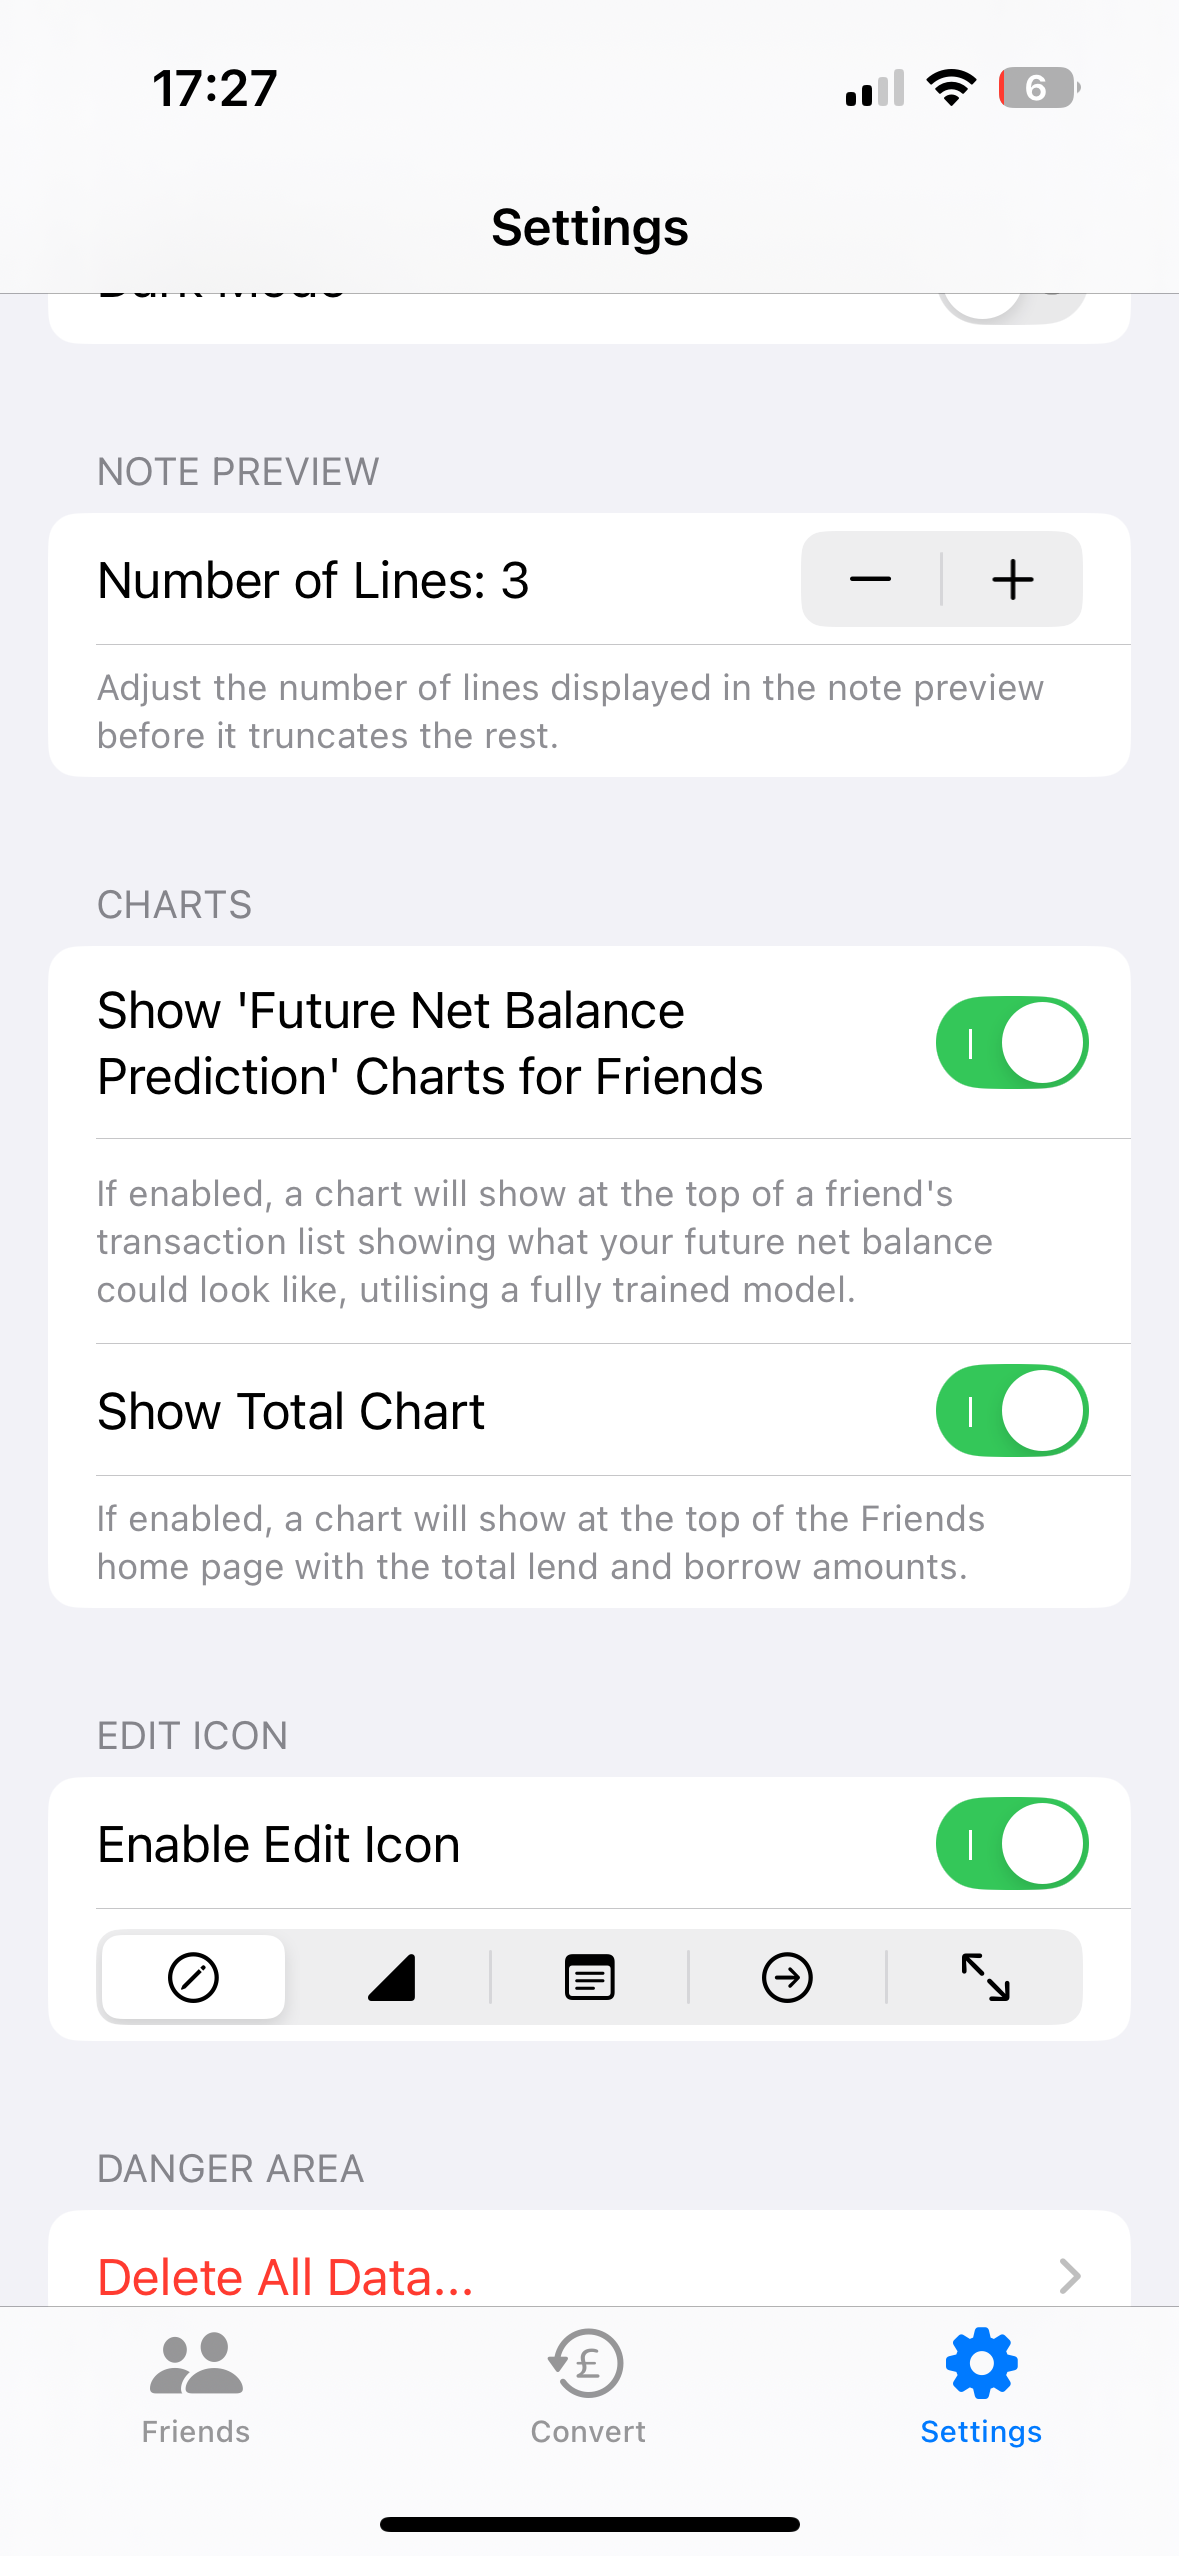 17:27
6
Settings
Dark Mode
NOTE PREVIEW
Number of Lines: 3
Adjust the number of lines displayed in the note preview
before it truncates the rest.
CHARTS
Show 'Future Net Balance
Prediction' Charts for Friends
If enabled, a chart will show at the top of a friend's
transaction list showing what your future net balance
could look like, utilising a fully trained model.
Show Total Chart
If enabled, a chart will show at the top of the Friends
home page with the total lend and borrow amounts.
EDIT ICON
Enable Edit Icon
DANGER AREA
Delete All Data...
£
Friends
Convert
Settings